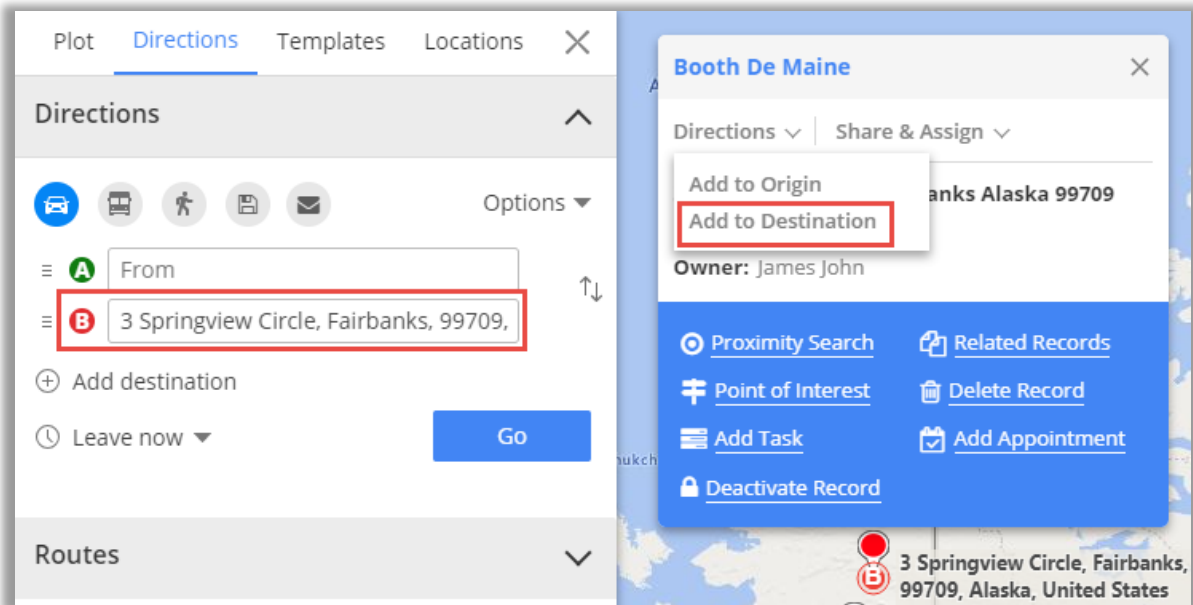 Plot Directions Templates Locations
Directions
Options
A From
B 3 Springview Circle, Fairbanks, 99709,
Add destination
Leave now
Go
Routes
Booth De Maine
Directions Share & Assign
Add to Origin
anks Alaska 99709
Add to Destination
Owner: James John
Proximity Search Related Records
Point of Interest Delete Record
Add Task Add Appointment
Deactivate Record
B
3 Springview Circle, Fairbanks,
99709, Alaska, United States